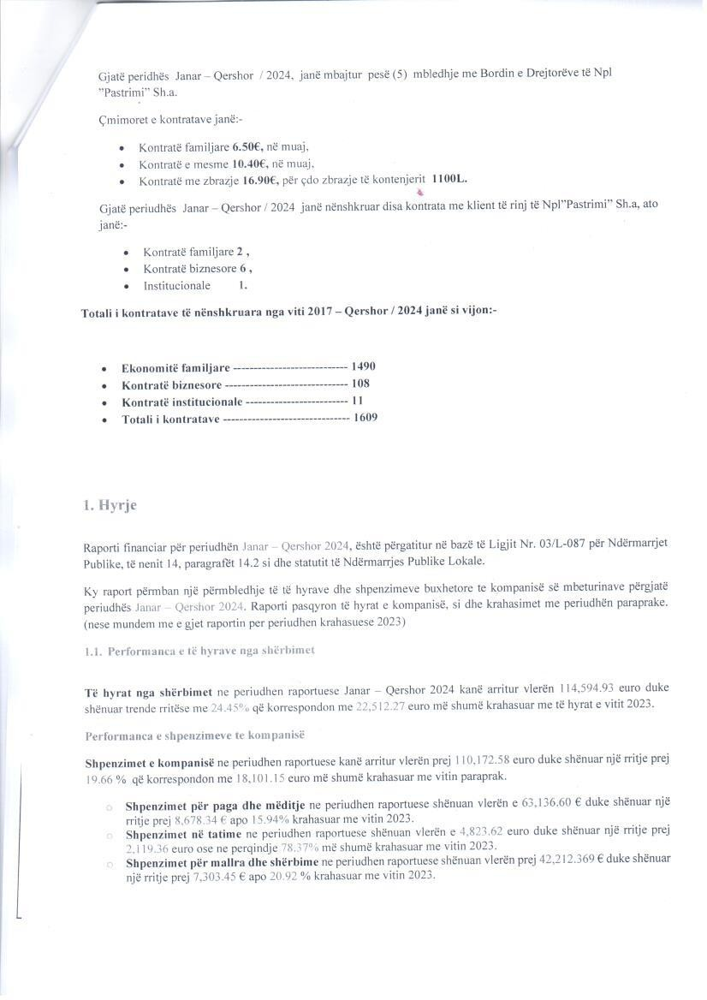 Gjatë peridhës Janar – Qershor / 2024, janë mbajtur pesë (5) mbledhje me Bordin e Drejtorëve të Npl
”Pastrimi” Sh.a.
Çmimoret e kontratave janë:-
• Kontratë familjare 6.50€, në muaj,
• Kontratë e mesme 10.40€, në muaj,
• Kontratë me zbrazje 16.90€, për çdo zbrazje të kontenjerit 1100L.
Gjatë periudhës Janar – Qershor / 2024 janë nënshkruar disa kontrata me klient të rinj të Npl”Pastrimi” Sh.a, ato
janë:-
• Kontratë familjare 2 ,
• Kontratë biznesore 6 ,
• Institucionale 1.
Totali i kontratave të nënshkruara nga viti 2017 – Qershor / 2024 janë si vijon:-
• Ekonomitë familjare ---------------------------- 1490
• Kontratë biznesore ------------------------------ 108
• Kontratë institucionale ------------------------- 11
• Totali i kontratave ------------------------------- 1609
1. Hyrje
Raporti financiar për periudhën Janar – Qershor 2024, është përgatitur në bazë të Ligjit Nr. 03/L-087 për Ndërmarrjet
Publike, të nenit 14, paragrafët 14.2 si dhe statutit të Ndërmarrjes Publike Lokale.
Ky raport përmban një përmbledhje të të hyrave dhe shpenzimeve buxhetore te kompanisë së mbeturinave përgjatë
periudhës Janar – Qershor 2024. Raporti pasqyron të hyrat e kompanisë, si dhe krahasimet me periudhën paraprake.
(nese mundem me e gjet raportin per periudhen krahasuese 2023)
1.1. Performanca e të hyrave nga shërbimet
Të hyrat nga shërbimet ne periudhen raportuese Janar – Qershor 2024 kanë arritur vlerën 114,594.93 euro duke
shënuar trende rritëse me 24.45% që korrespondon me 22,512.27 euro më shumë krahasuar me të hyrat e vitit 2023.
Performanca e shpenzimeve te kompanisë
Shpenzimet e kompanisë ne periudhen raportuese kanë arritur vlerën prej 110,172.58 euro duke shënuar një rritje prej
19.66 % që korrespondon me 18,101.15 euro më shumë krahasuar me vitin paraprak.
○ Shpenzimet për paga dhe mëditje ne periudhen raportuese shënuan vlerën e 63,136.60 € duke shënuar një
rritje prej 8,678.34 € apo 15.94% krahasuar me vitin 2023.
○ Shpenzimet në tatime ne periudhen raportuese shënuan vlerën e 4,823.62 euro duke shënuar një rritje prej
2,119.36 euro ose ne perqindje 78.37% më shumë krahasuar me vitin 2023.
○ Shpenzimet për mallra dhe shërbime ne periudhen raportuese shënuan vlerën prej 42,212.369 € duke shënuar
një rritje prej 7,303.45 € apo 20.92 % krahasuar me vitin 2023.